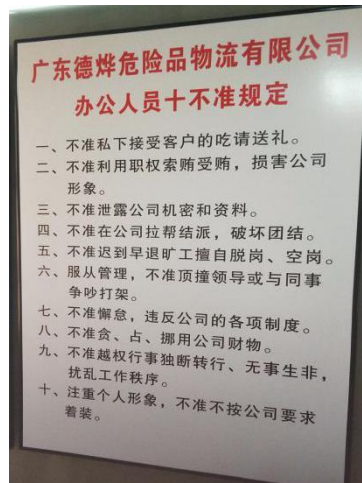 广东德烨危险品物流有限公司
办公人员十不准规定
一、不准私下接受客户的吃请送礼。
二、不准利用职权索贿受贿，损害公司
形象。
三、不准泄露公司机密和资料。
四、不准在公司拉帮结派，破坏团结。
五、不准迟到早退旷工擅自脱岗、空岗。
六、服从管理，不准顶撞领导或与同事
争吵打架。
七、不准懈怠，违反公司的各项制度。
八、不准贪、占、挪用公司财物。
九、不准越权行事独断转行、无事生非，
扰乱工作秩序。
十、注重个人形象，不准不按公司要求
着装。